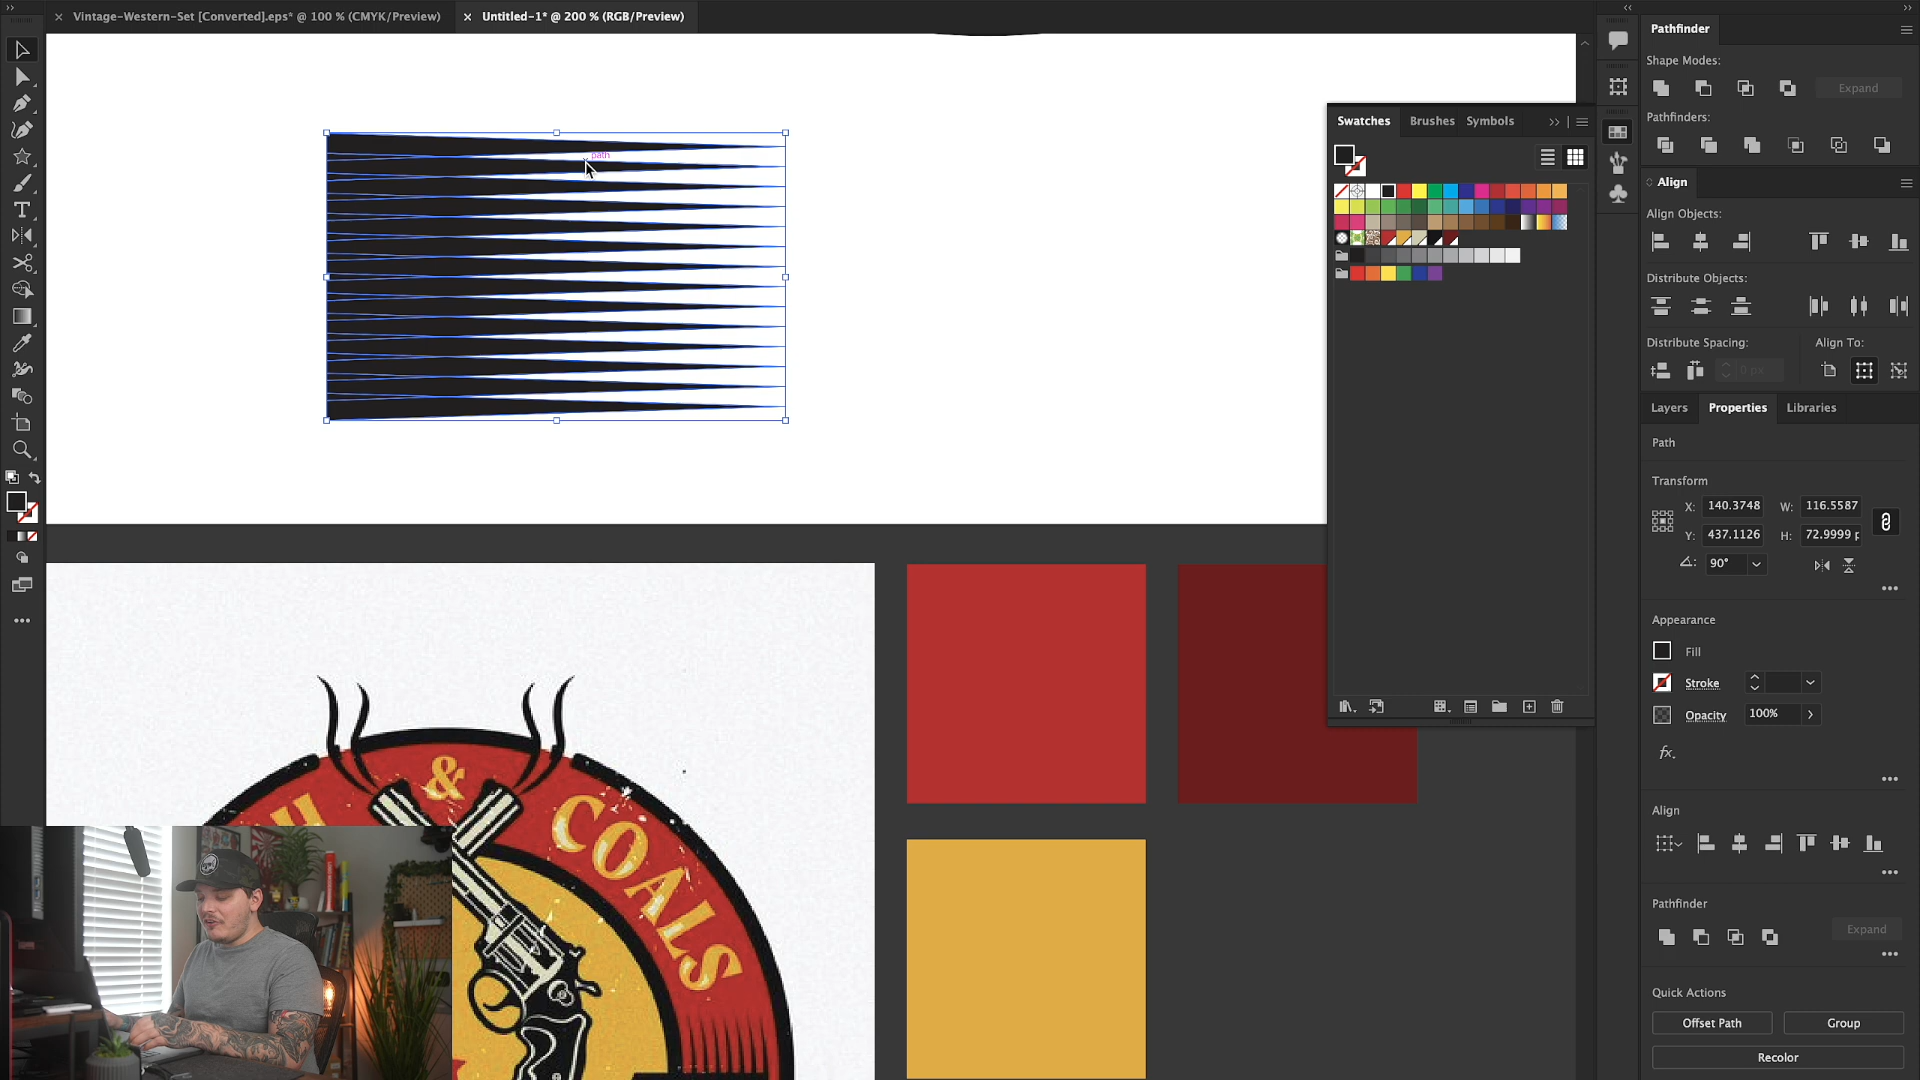 Vintage-Western-Set [Converted].eps* @ 100 % (CMYK/Preview)
Untitled-1* @ 200 % (RGB/Preview)
path
Swatches
Brushes
Symbols
Pathfinder
Shape Modes:
Expand
Pathfinders:
Align
Align Objects:
Distribute Objects:
Distribute Spacing:
Align To:
0 px
Layers
Properties
Libraries
Path
Transform
X: 140.3748
W: 116.5587
Y: 437.1126
H: 72.9999 p
90°
Appearance
Fill
Stroke
Opacity
100%
fx.
Align
Pathfinder
Expand
Quick Actions
Offset Path
Group
Recolor
H & COALS